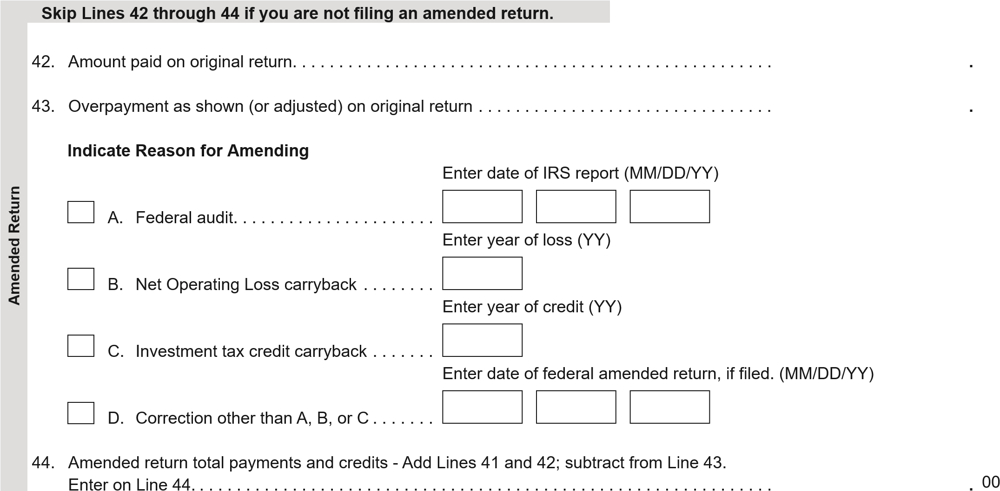 Skip Lines 42 through 44 if you are not filing an amended return.
42. Amount paid on original return. . . . . . . . . . . . . . . . . . . . . . . . . . . . . . . . . . . . . . . . . . . . . . . . . . . .  .
43. Overpayment as shown (or adjusted) on original return . . . . . . . . . . . . . . . . . . . . . . . . . . . . . . . .  .
Indicate Reason for Amending
Enter date of IRS report (MM/DD/YY)
A. Federal audit. . . . . . . . . . . . . . . . . . . . . .
Enter year of loss (YY)
B. Net Operating Loss carryback . . . . . . . .
Enter year of credit (YY)
C. Investment tax credit carryback . . . . . . .
Enter date of federal amended return, if filed. (MM/DD/YY)
D. Correction other than A, B, or C . . . . . . .
44. Amended return total payments and credits - Add Lines 41 and 42; subtract from Line 43.
Enter on Line 44. . . . . . . . . . . . . . . . . . . . . . . . . . . . . . . . . . . . . . . . . . . . . . . . . . . . . . . . . . . . . . .  . 00
Amended Return